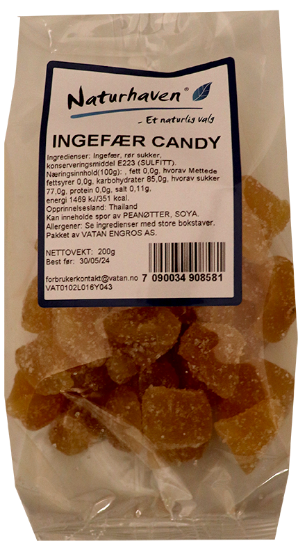 Naturhaven®
- Et naturlig valg
INGEFÆR CANDY
Ingredienser: Ingefær, rør sukker,
konserveringsmiddel E223 (SULFITT).
Næringsinnhold(100g): , fett 0,0g, hvorav Mettede
fettsyrer 0,0g, karbohydrate 85,0g, hvorav sukker
77,0g, protein 0,0g, salt 0,11g,
energi 1469 kJ/351 kcal.
Opprinnelsesland: Thailand
Kan inneholde spor av PEANØTTER, SOYA.
Allergener: Se ingredienser med store bokstaver.
Pakket av VATAN ENGROS AS.
NETTOVEKT: 200g
Best før: 30/05/24
forbrukerkontakt@vatan.no
VAT0102L016Y043
7 090034 908581